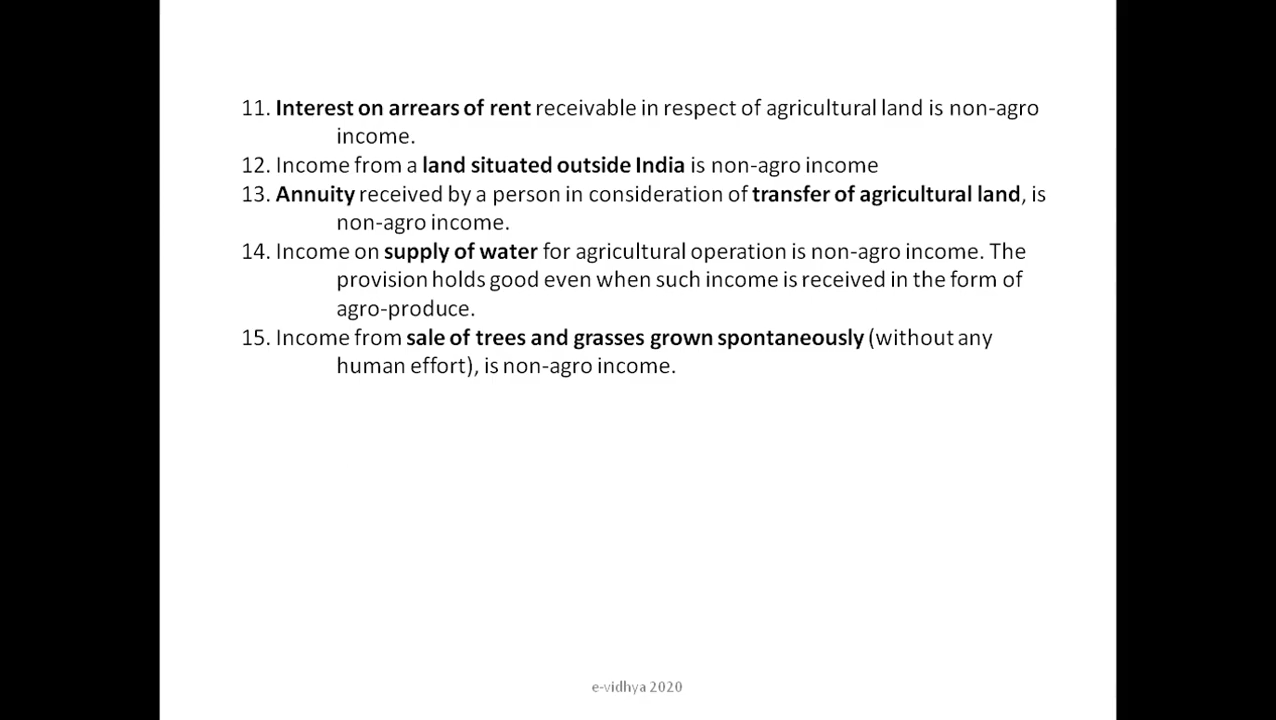 11. Interest on arrears of rent receivable in respect of agricultural land is non-agro
income.
12. Income from a land situated outside India is non-agro income
13. Annuity received by a person in consideration of transfer of agricultural land, is
non-agro income.
14. Income on supply of water for agricultural operation is non-agro income. The
provision holds good even when such income is received in the form of
agro-produce.
15. Income from sale of trees and grasses grown spontaneously (without any
human effort), is non-agro income.
e-vidhya 2020